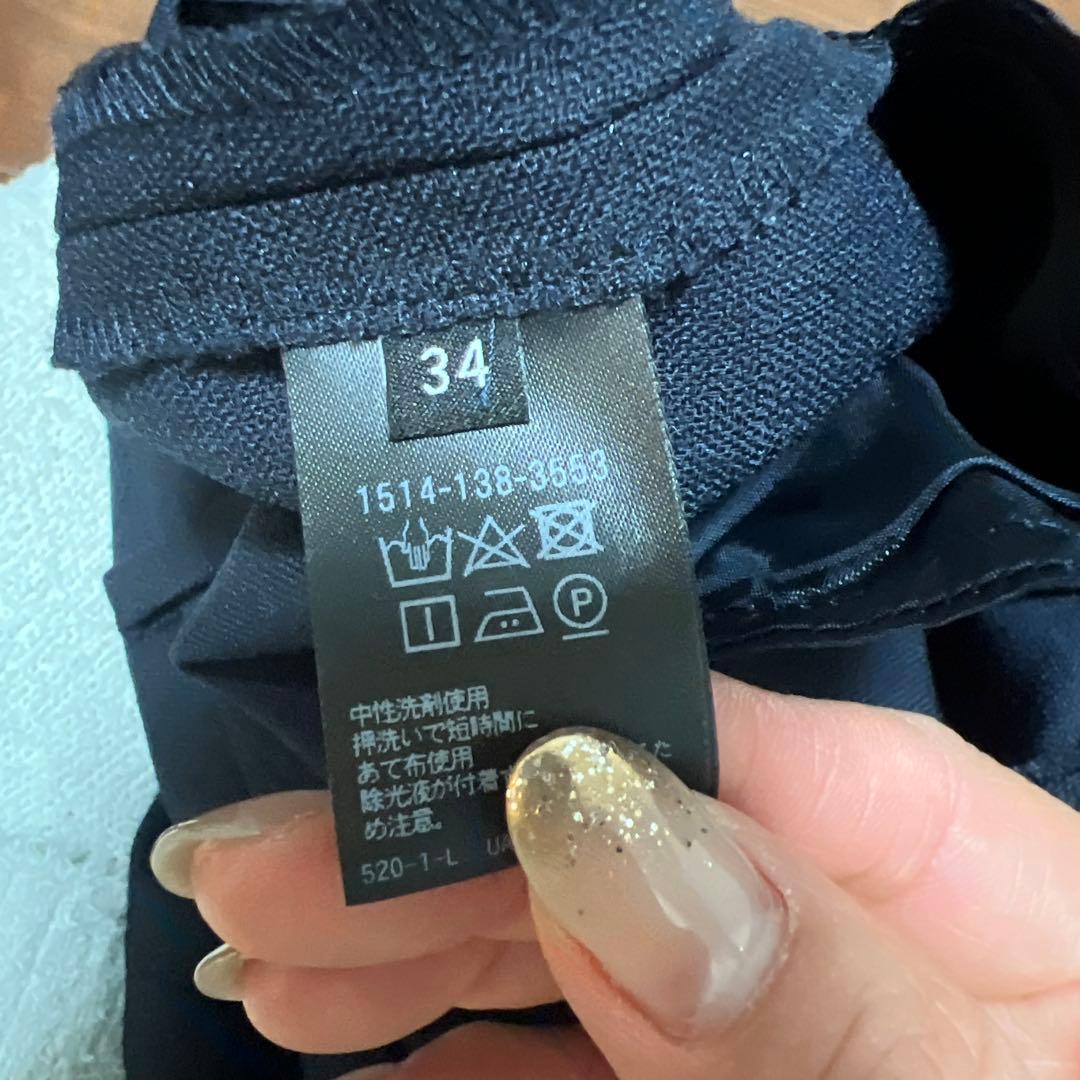 34
1514-138-3553
P
中性洗剤使用
押洗いで短時間に
あて布使用
除光液が付着
め注意。
520-1-L UA